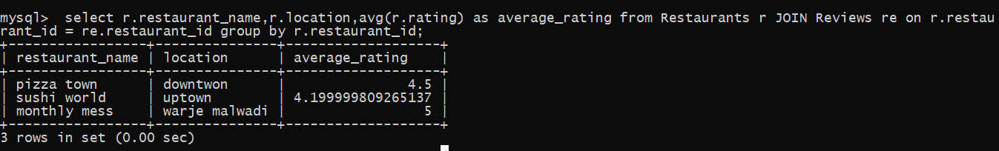 mysql>  select r.restaurant_name,r.location,avg(r.rating) as average_rating from Restaurants r JOIN Reviews re on r.restau
rant_id = re.restaurant_id group by r.restaurant_id;
+-----------------+---------------+-------------------+
| restaurant_name | location      | average_rating    |
+-----------------+---------------+-------------------+
| pizza town      | downtwon      |               4.5 |
| sushi world     | uptown        | 4.199999809265137 |
| monthly mess    | warje malwadi |                 5 |
+-----------------+---------------+-------------------+
3 rows in set (0.00 sec)